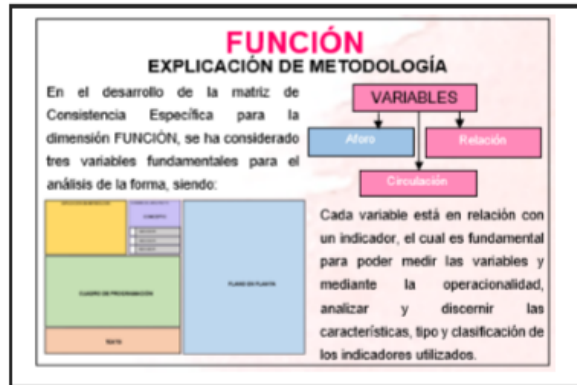 FUNCIÓN
EXPLICACIÓN DE METODOLOGÍA
En el desarrollo de la matriz de
Consistencia Específica para la
dimensión FUNCIÓN, se ha considerado
tres variables fundamentales para el
análisis de la forma, siendo:
VARIABLES
Aforo
Relación
Circulación
CUADRO DE PROGRAMACIÓN
PLANO EN PLANTA
Cada variable está en relación con
un indicador, el cual es fundamental
para poder medir las variables y
mediante la operacionalidad,
analizar y discernir las
características, tipo y clasificación de
los indicadores utilizados.